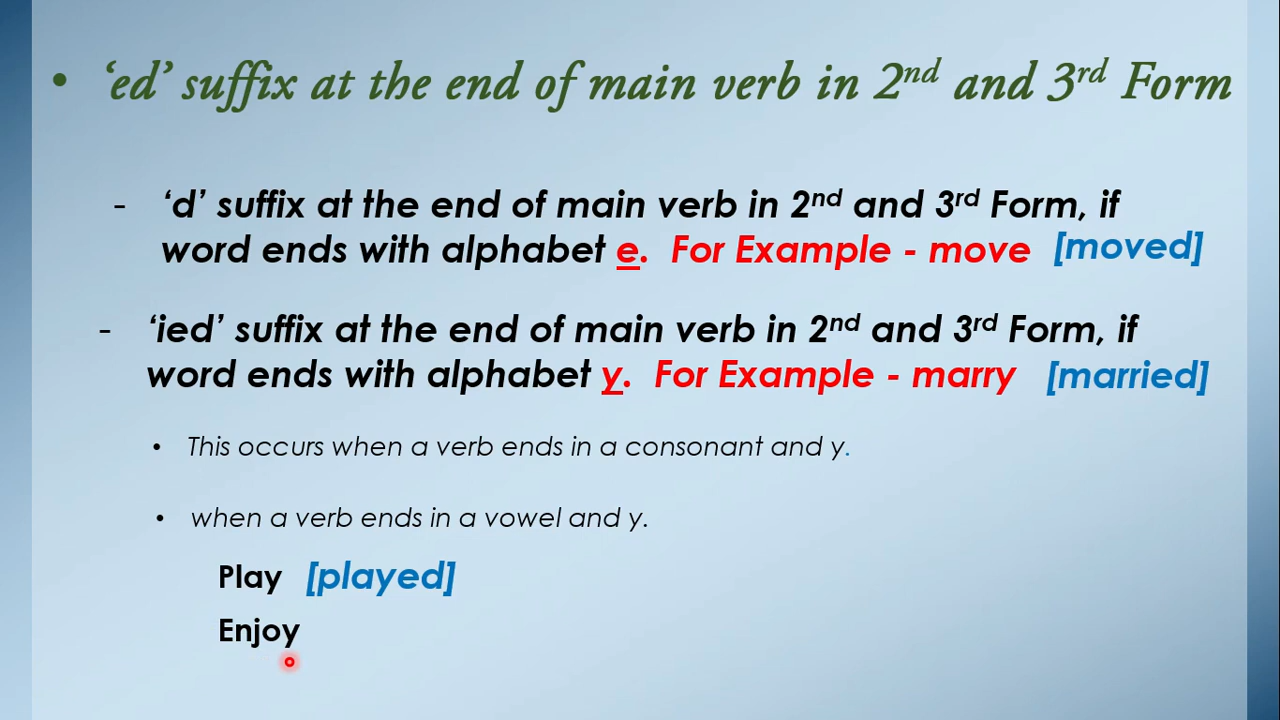 • ‘ed’ suffix at the end of main verb in 2nd and 3rd Form
- ‘d’ suffix at the end of main verb in 2nd and 3rd Form, if
word ends with alphabet e. For Example - move [moved]
- ‘ied’ suffix at the end of main verb in 2nd and 3rd Form, if
word ends with alphabet y. For Example - marry [married]
• This occurs when a verb ends in a consonant and y.
• when a verb ends in a vowel and y.
Play [played]
Enjoy